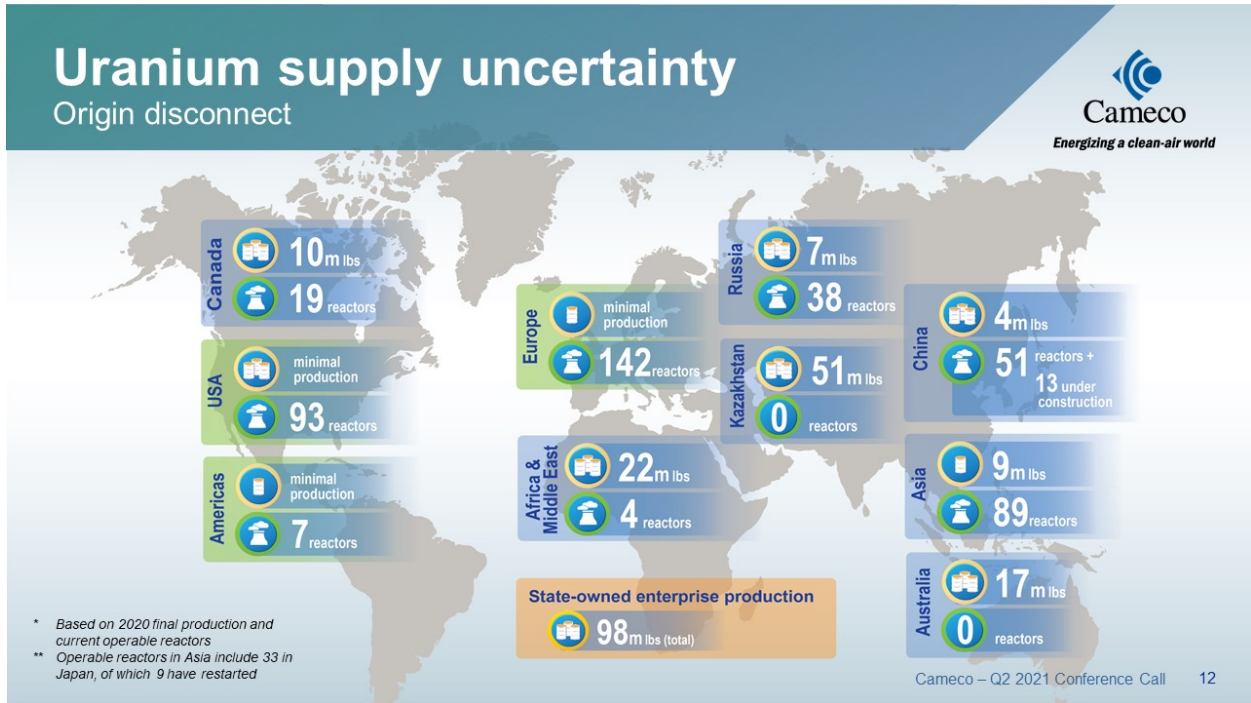 Uranium supply uncertainty
Origin disconnect
Cameco
Energizing a clean-air world
Canada
10m lbs
19 reactors
USA
minimal
production
93 reactors
Americas
minimal
production
7 reactors
Europe
minimal
production
142 reactors
Africa &
Middle East
22m lbs
4 reactors
Russia
7m lbs
38 reactors
Kazakhstan
51m lbs
0 reactors
China
4m lbs
51 reactors +
13 under
construction
Asia
9m lbs
89 reactors
Australia
17m lbs
0 reactors
State-owned enterprise production
98m lbs (total)
* Based on 2020 final production and
current operable reactors
** Operable reactors in Asia include 33 in
Japan, of which 9 have restarted
Cameco – Q2 2021 Conference Call 12